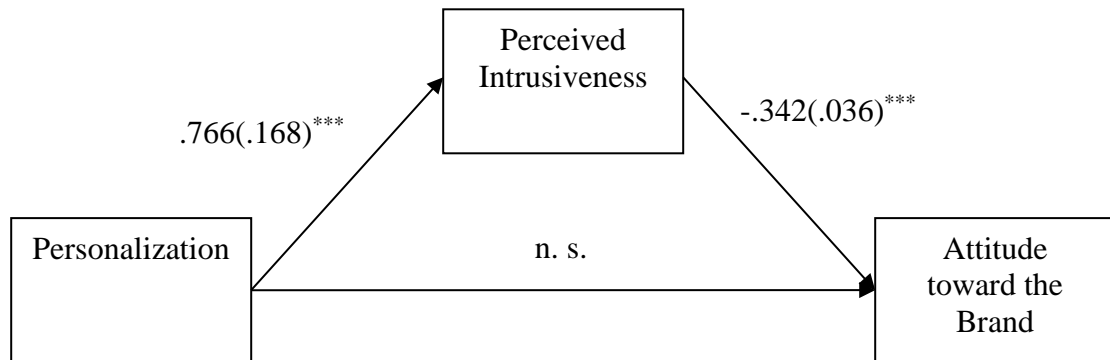 Perceived
Intrusiveness
.766(.168)***
-.342(.036)***
Personalization
n. s.
Attitude
toward the
Brand